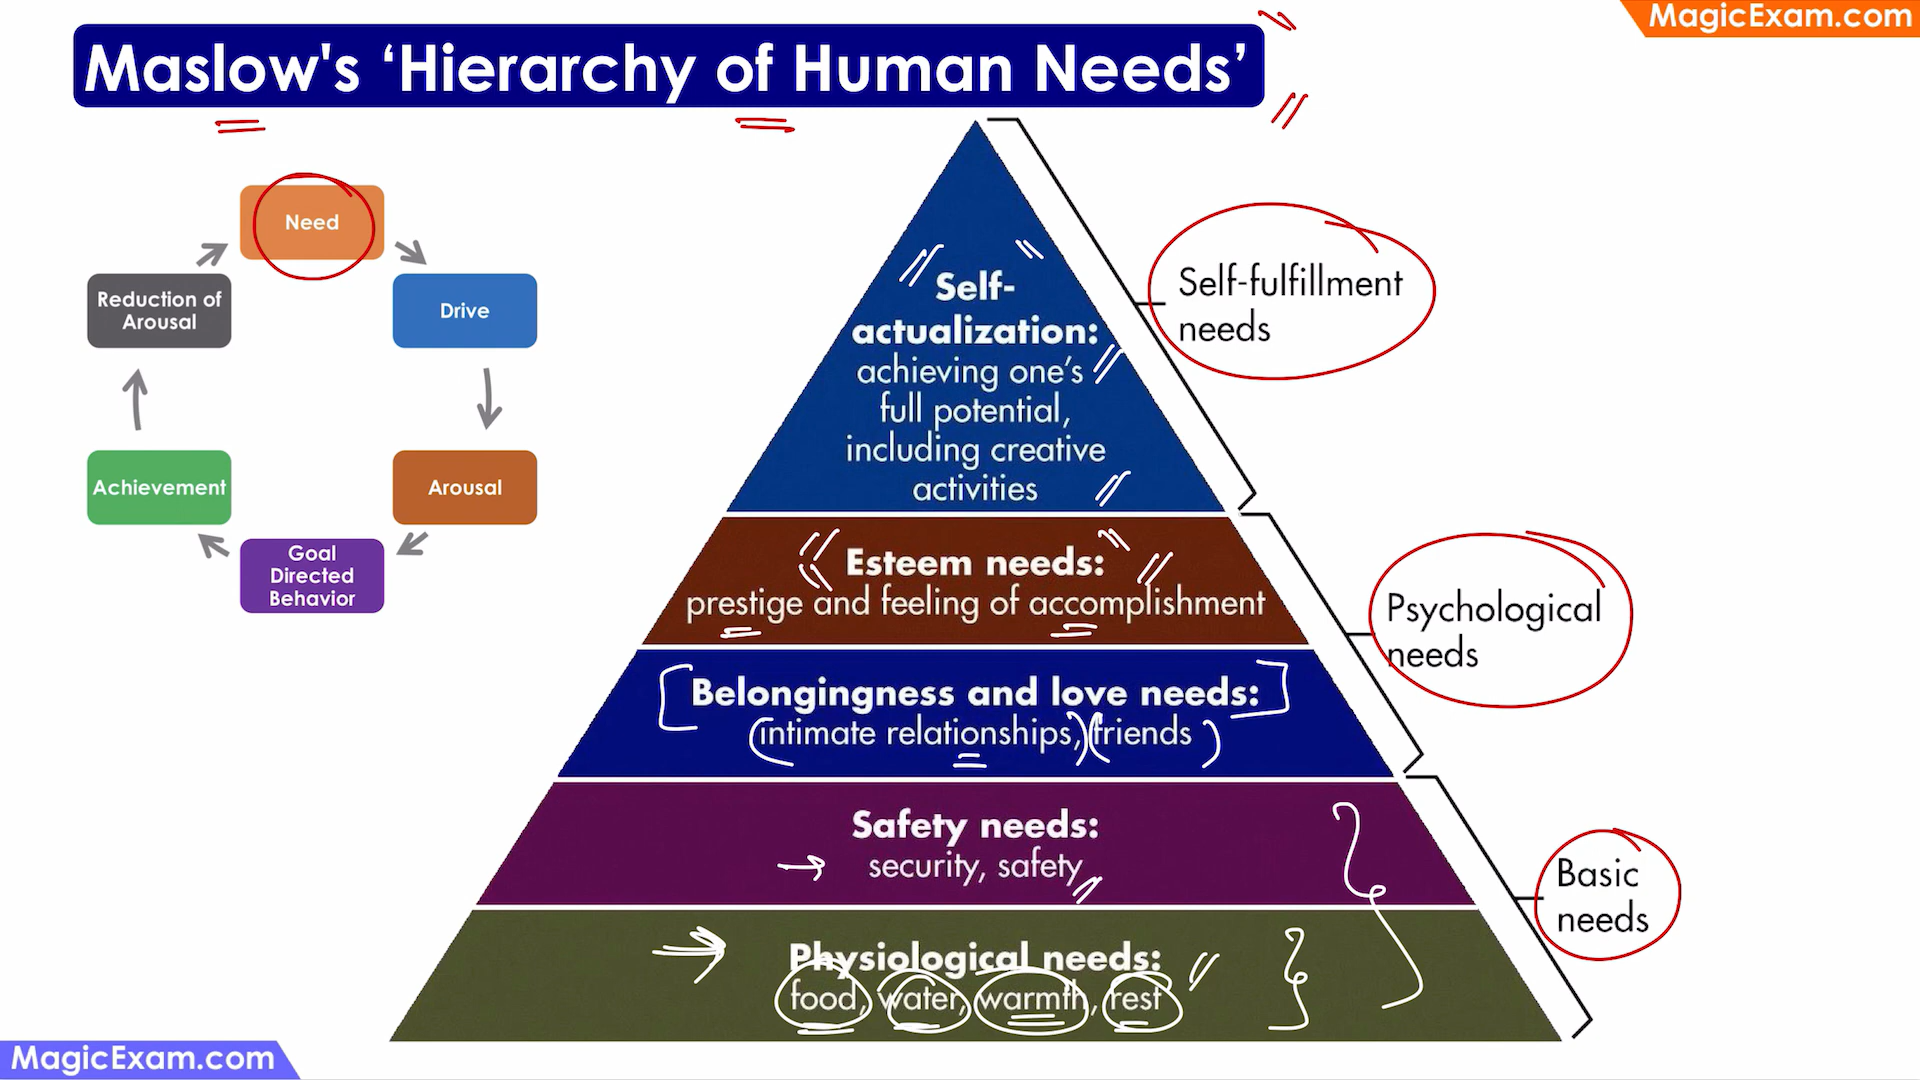 MagicExam.com
Maslow's ‘Hierarchy of Human Needs’
Need
Drive
Arousal
Goal
Directed
Behavior
Achievement
Reduction of
Arousal
Self-
actualization:
achieving one’s
full potential,
including creative
activities
Esteem needs:
prestige and feeling of accomplishment
Belongingness and love needs:
intimate relationships, friends
Safety needs:
security, safety
Physiological needs:
food, water, warmth, rest
Self-fulfillment
needs
Psychological
needs
Basic
needs
MagicExam.com